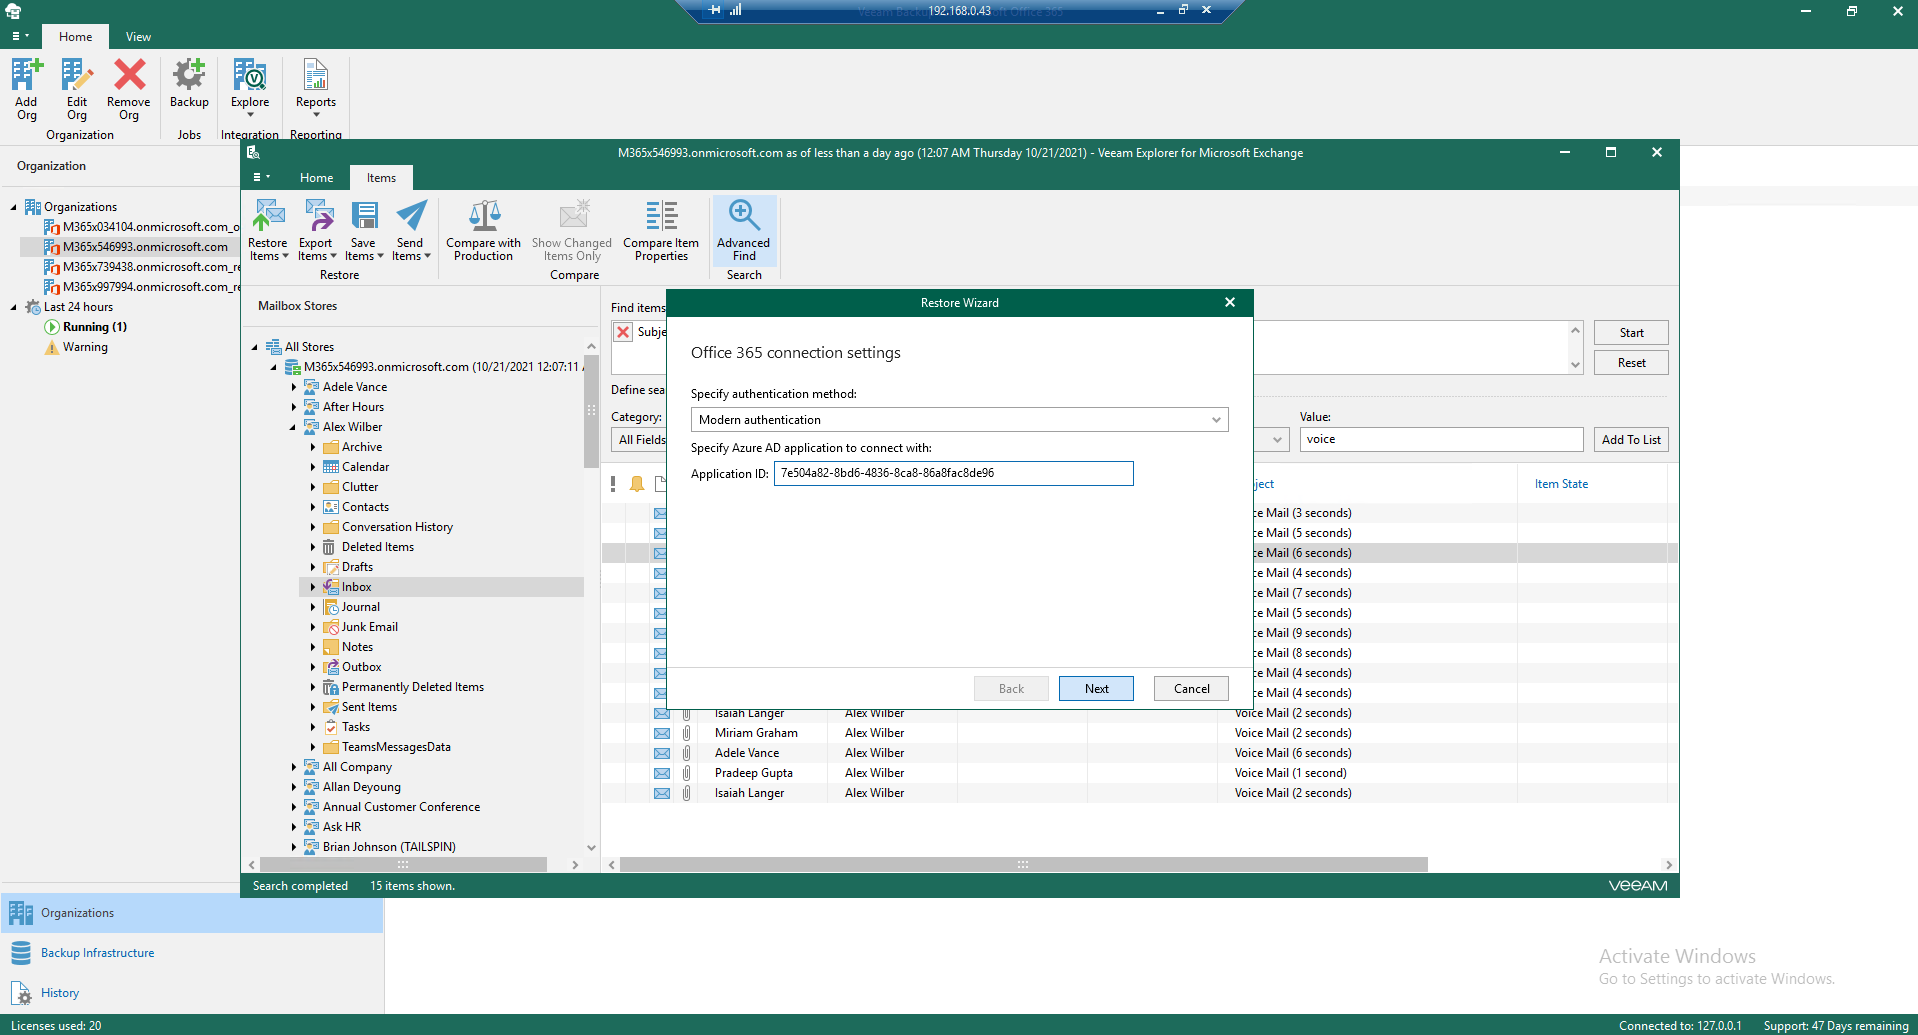 192.168.0.43
Home
View
Add
Org
Edit
Org
Remove
Org
Backup
Explore
Reports
Organization
Jobs
Integration
Reporting
Organization
Organizations
M365x034104.onmicrosoft.com_o
M365x546993.onmicrosoft.com
M365x739438.onmicrosoft.com_re
M365x997994.onmicrosoft.com_re
Last 24 hours
Running (1)
Warning
M365x546993.onmicrosoft.com as of less than a day ago (12:07 AM Thursday 10/21/2021) - Veeam Explorer for Microsoft Exchange
Home
Items
Restore
Items
Export
Items
Save
Items
Send
Items
Compare with
Production
Show Changed
Items Only
Compare Item
Properties
Advanced
Find
Restore
Compare
Search
Mailbox Stores
All Stores
M365x546993.onmicrosoft.com (10/21/2021 12:07:11
Adele Vance
After Hours
Alex Wilber
Archive
Calendar
Clutter
Contacts
Conversation History
Deleted Items
Drafts
Inbox
Journal
Junk Email
Notes
Outbox
Permanently Deleted Items
Sent Items
Tasks
TeamsMessagesData
All Company
Allan Deyoung
Annual Customer Conference
Ask HR
Brian Johnson (TAILSPIN)
Find items
Subje
Start
Reset
Define sea
Category:
All Fields
Value:
voice
Add To List
ject
Item State
ce Mail (3 seconds)
ce Mail (5 seconds)
ce Mail (6 seconds)
ce Mail (4 seconds)
ce Mail (7 seconds)
ce Mail (5 seconds)
ce Mail (9 seconds)
ce Mail (8 seconds)
ce Mail (4 seconds)
ce Mail (4 seconds)
Isaiah Langer Alex Wilber Voice Mail (2 seconds)
Miriam Graham Alex Wilber Voice Mail (2 seconds)
Adele Vance Alex Wilber Voice Mail (6 seconds)
Pradeep Gupta Alex Wilber Voice Mail (1 second)
Isaiah Langer Alex Wilber Voice Mail (2 seconds)
Restore Wizard
Office 365 connection settings
Specify authentication method:
Modern authentication
Specify Azure AD application to connect with:
Application ID: 7e504a82-8bd6-4836-8ca8-86a8fac8de96
Back
Next
Cancel
Search completed 15 items shown.
VEEAM
Organizations
Backup Infrastructure
History
Activate Windows
Go to Settings to activate Windows.
Licenses used: 20
Connected to: 127.0.0.1 Support: 47 Days remaining